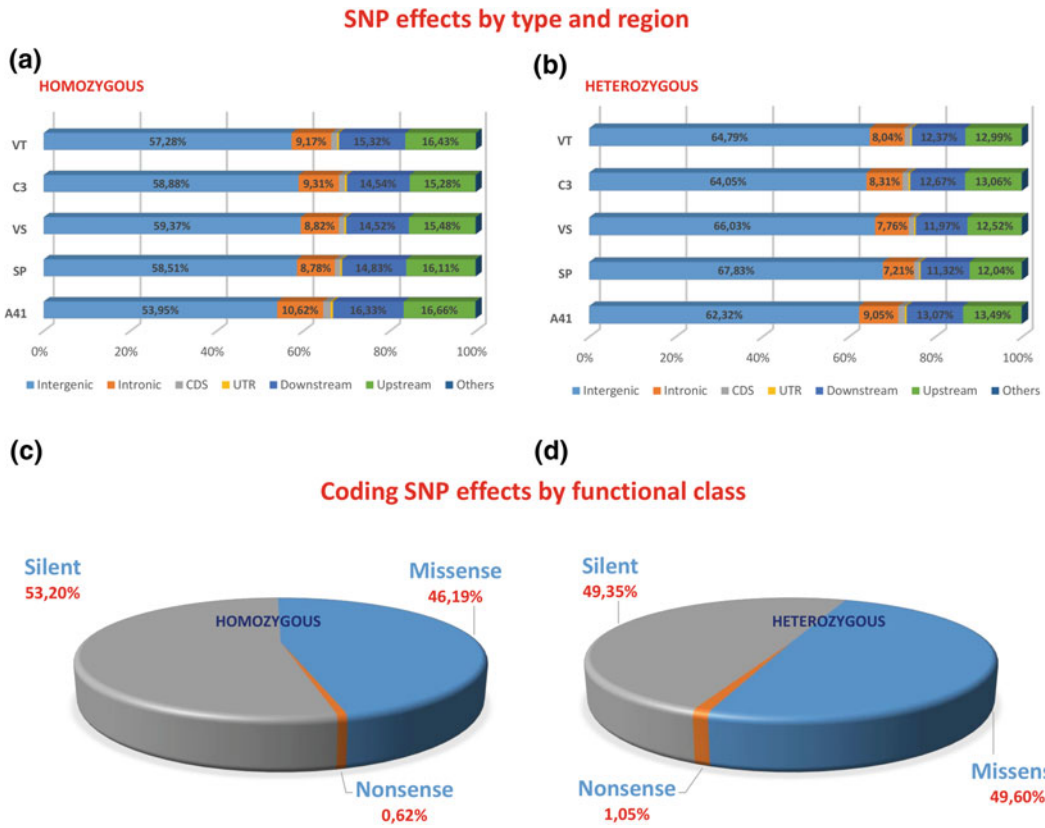 SNP effects by type and region
(a)
HOMOZYGOUS
VT 57,28% 9,17% 15,32% 16,43%
C3 58,88% 9,31% 14,54% 15,28%
VS 59,37% 8,82% 14,52% 15,48%
SP 58,51% 8,78% 14,83% 16,11%
A41 53,95% 10,62% 16,33% 16,66%
0% 20% 40% 60% 80% 100%
Intergenic Intronic CDS UTR Downstream Upstream Others
(b)
HETEROZYGOUS
VT 64,79% 8,04% 12,37% 12,99%
C3 64,05% 8,31% 12,67% 13,06%
VS 66,03% 7,76% 11,97% 12,52%
SP 67,83% 7,21% 11,32% 12,04%
A41 62,32% 9,05% 13,07% 13,49%
0% 20% 40% 60% 80% 100%
Intergenic Intronic CDS UTR Downstream Upstream Others
(c)
(d)
Coding SNP effects by functional class
Silent
53,20%
Missense
46,19%
HOMOZYGOUS
Nonsense
0,62%
Silent
49,35%
HETEROZYGOUS
Nonsense
1,05%
Missens
49,60%